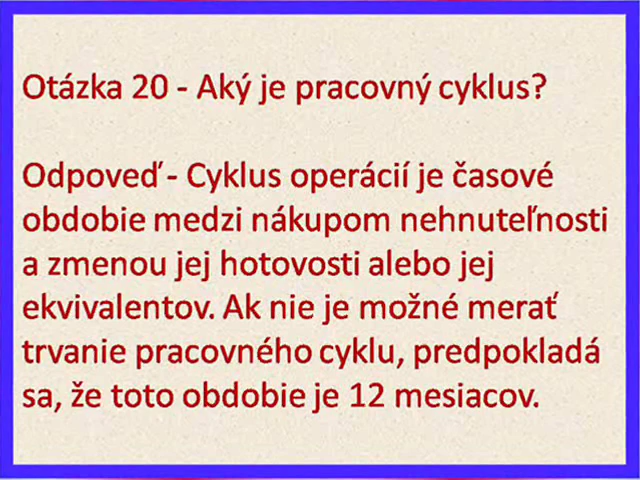 Otázka 20 - Aký je pracovný cyklus?
Odpoveď - Cyklus operácií je časové
obdobie medzi nákupom nehnuteľnosti
a zmenou jej hotovosti alebo jej
ekvivalentov. Ak nie je možné merať
trvanie pracovného cyklu, predpokladá
sa, že toto obdobie je 12 mesiacov.